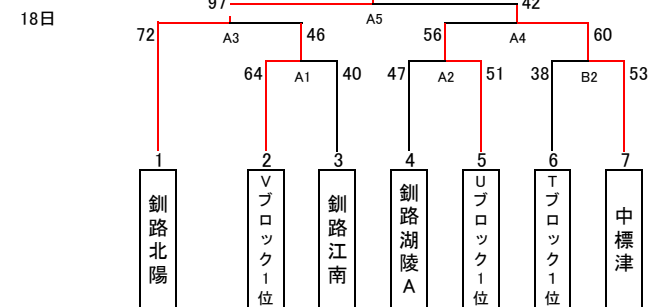 97 42
18日
A5
72 A3 46 56 A4 60
64 A1 40 47 A2 51 38 B2 53
1 2 3 4 5 6 7
釧路北陽
Vブロック1位
釧路江南
釧路湖陵A
Uブロック1位
Tブロック1位
中標津